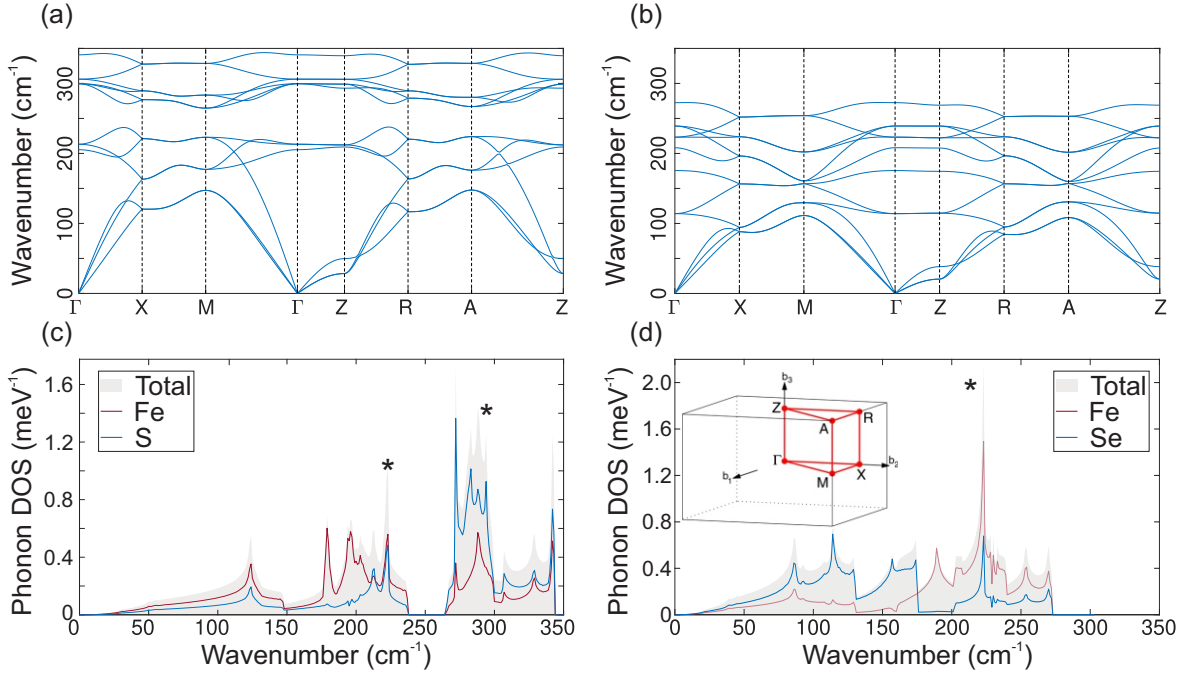 (a)
Wavenumber (cm⁻¹)
300
200
100
0
Γ X M Γ Z R A Z
(b)
Wavenumber (cm⁻¹)
300
200
100
0
Γ X M Γ Z R A Z
(c)
Phonon DOS (meV⁻¹)
1.6
1.2
0.8
0.4
0
Total
Fe
S
*
*
0 50 100 150 200 250 300 350
Wavenumber (cm⁻¹)
(d)
Phonon DOS (meV⁻¹)
2.0
1.6
1.2
0.8
0.4
0
b₃
Z
R
A
Γ
X
b₂
b₁
M
*
Total
Fe
Se
0 50 100 150 200 250 300 350
Wavenumber (cm⁻¹)